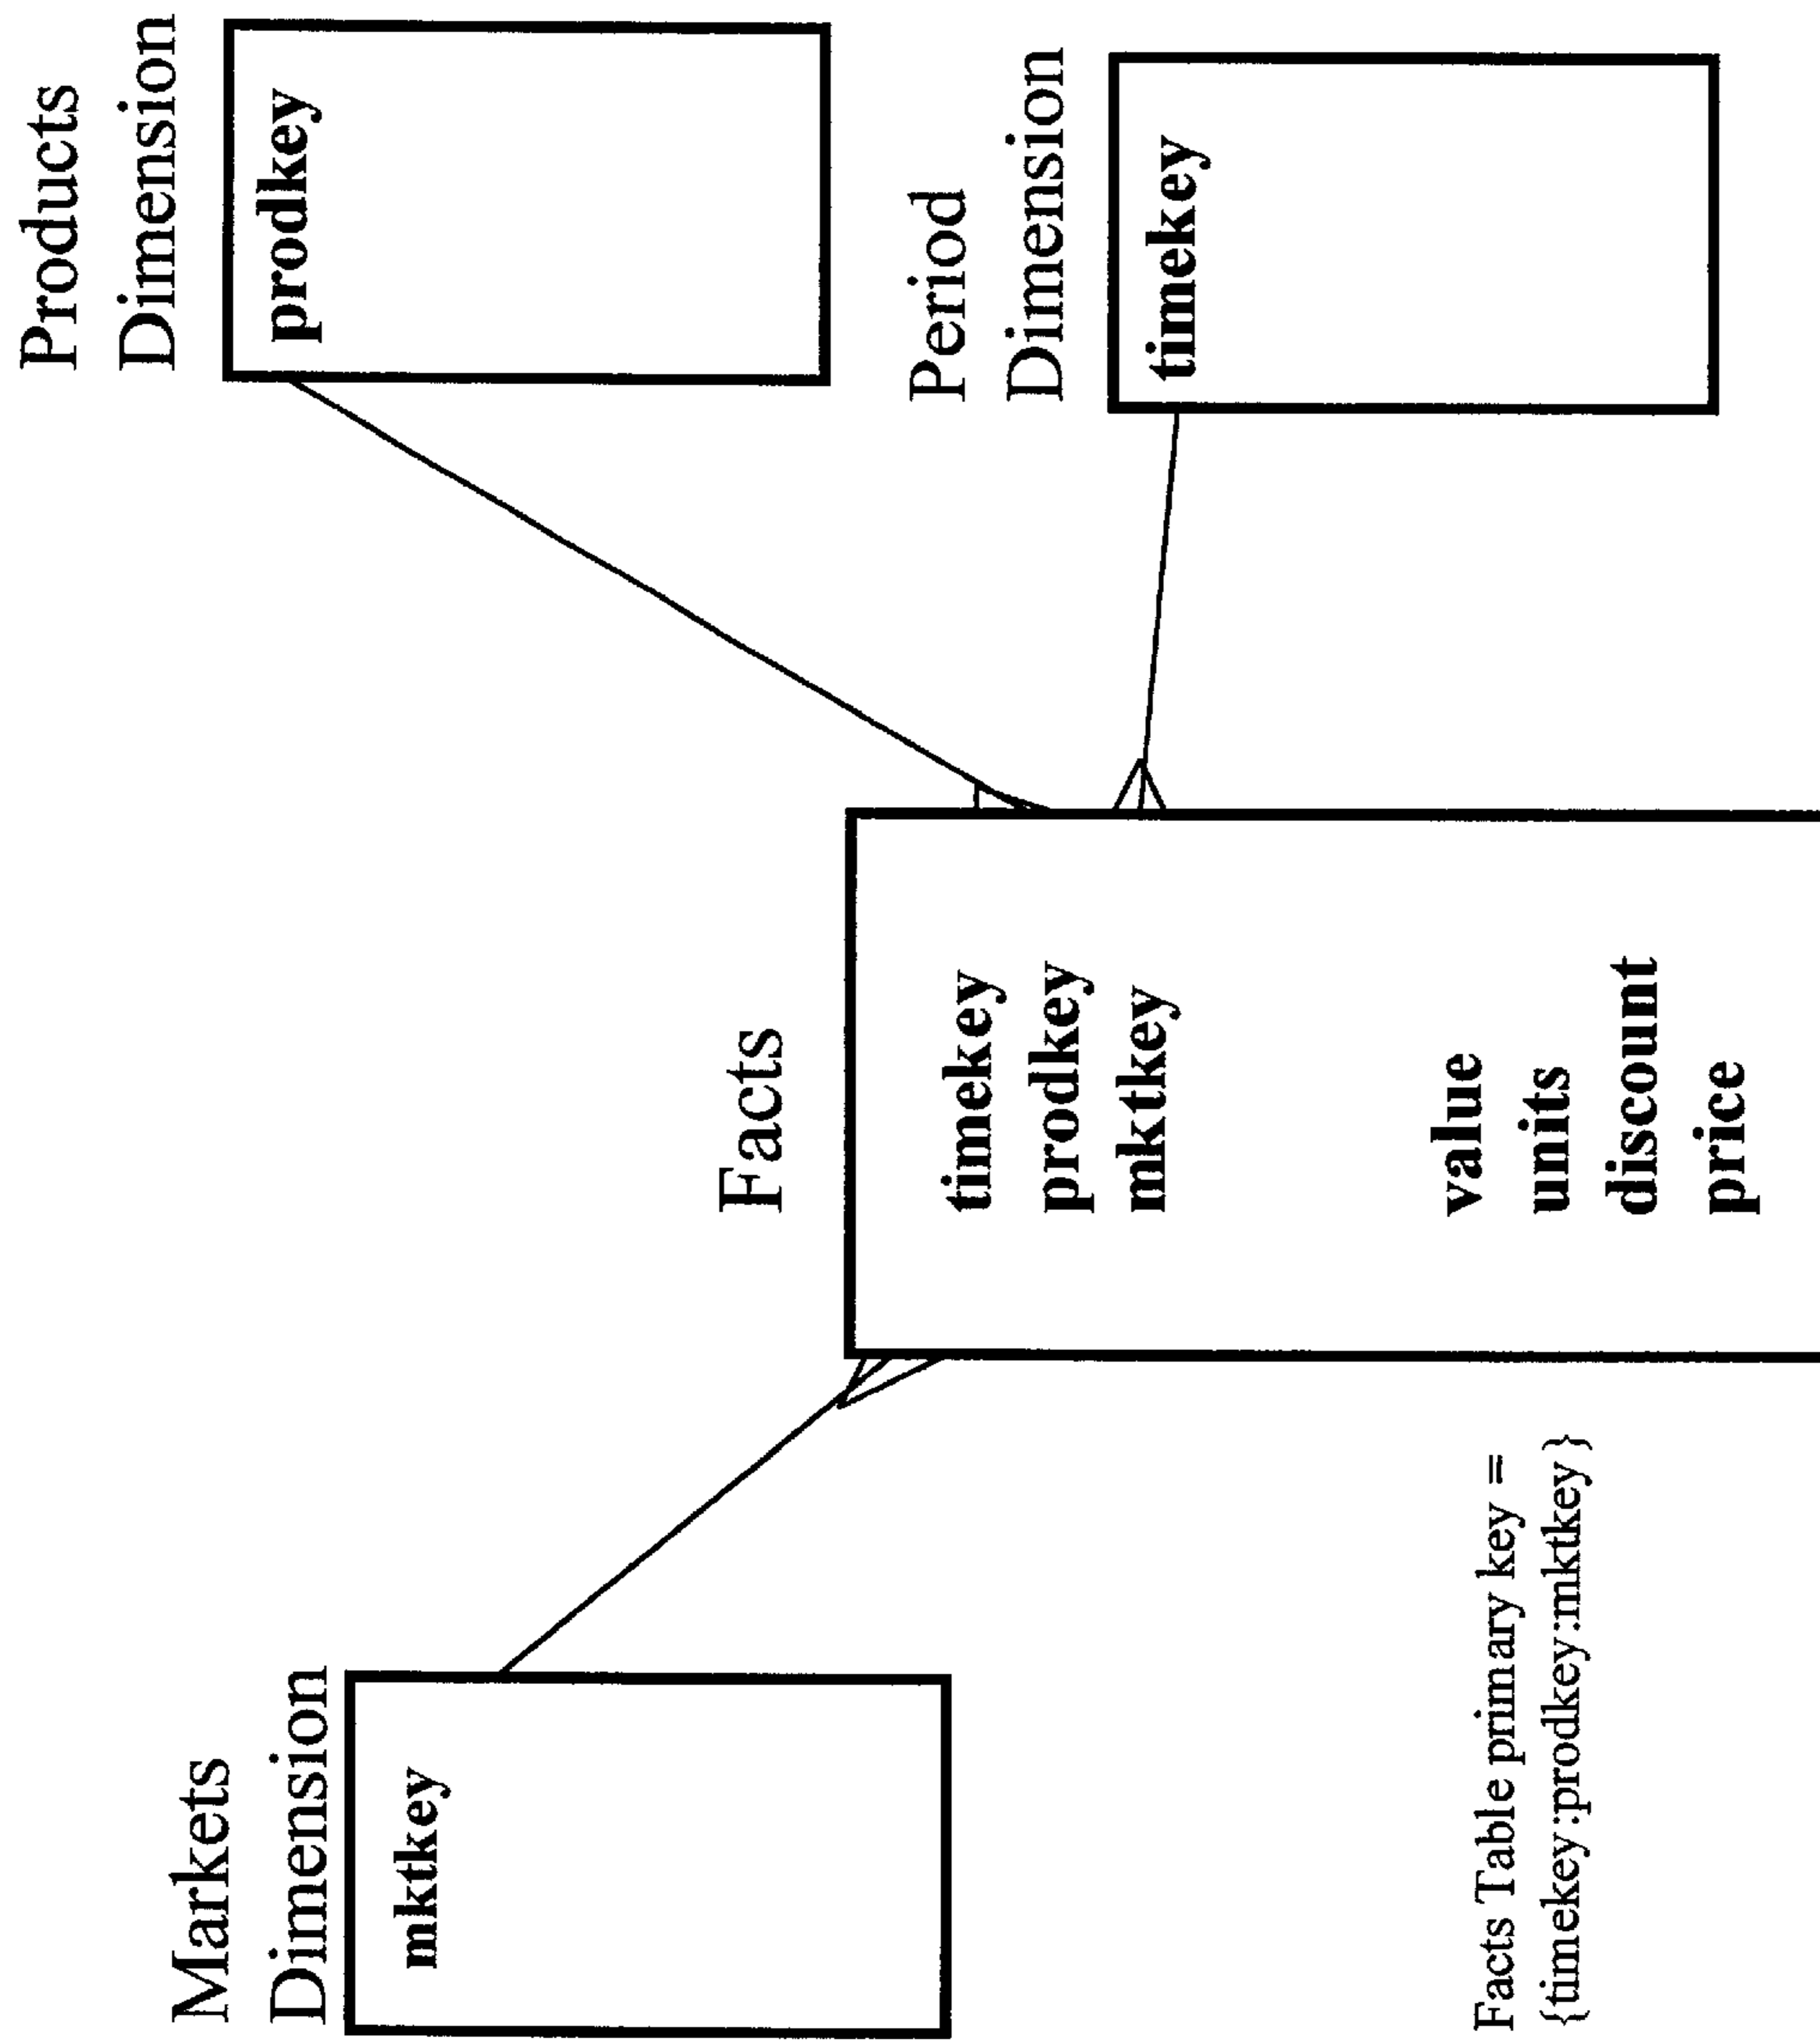 Markets
Dimension
mktkey
Facts
timekey
prodkey
mktkey
value
units
discount
price
Products
Dimension
prodkey
Period
Dimension
timekey
Facts Table primary key =
{timekey:prodkey:mktkey}